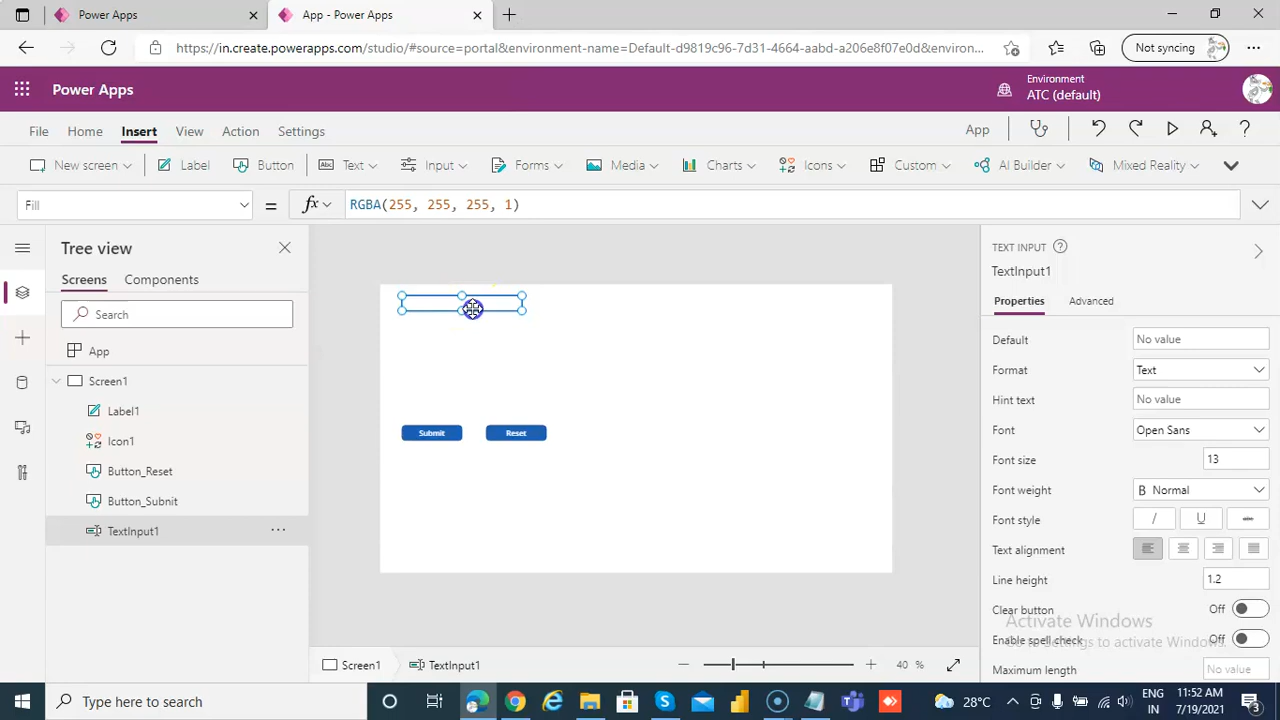 Power Apps
App - Power Apps
https://in.create.powerapps.com/studio/#source=portal&environment-name=Default-d9819c96-7d31-4664-aabd-a206e8f07e0d&environ...
Not syncing
Power Apps
Environment
ATC (default)
File Home Insert View Action Settings
App
New screen Label Button Text Input Forms Media Charts Icons Custom AI Builder Mixed Reality
Abc
Fill
=
fx
RGBA(255, 255, 255, 1)
Tree view
Screens Components
Search
App
Screen1
Label1
Icon1
Button_Reset
Button_Subnit
TextInput1
Submit Reset
TEXT INPUT
TextInput1
Properties Advanced
Default No value
Format Text
Hint text No value
Font Open Sans
Font size 13
Font weight B Normal
Font style / U abc
Text alignment
Line height 1.2
Clear button Off
Enable spell check Off
Maximum length No value
Activate Windows
Go to Settings to activate Windows.
Screen1 TextInput1
40 %
Type here to search
28°C
ENG
IN
11:52 AM
7/19/2021
3